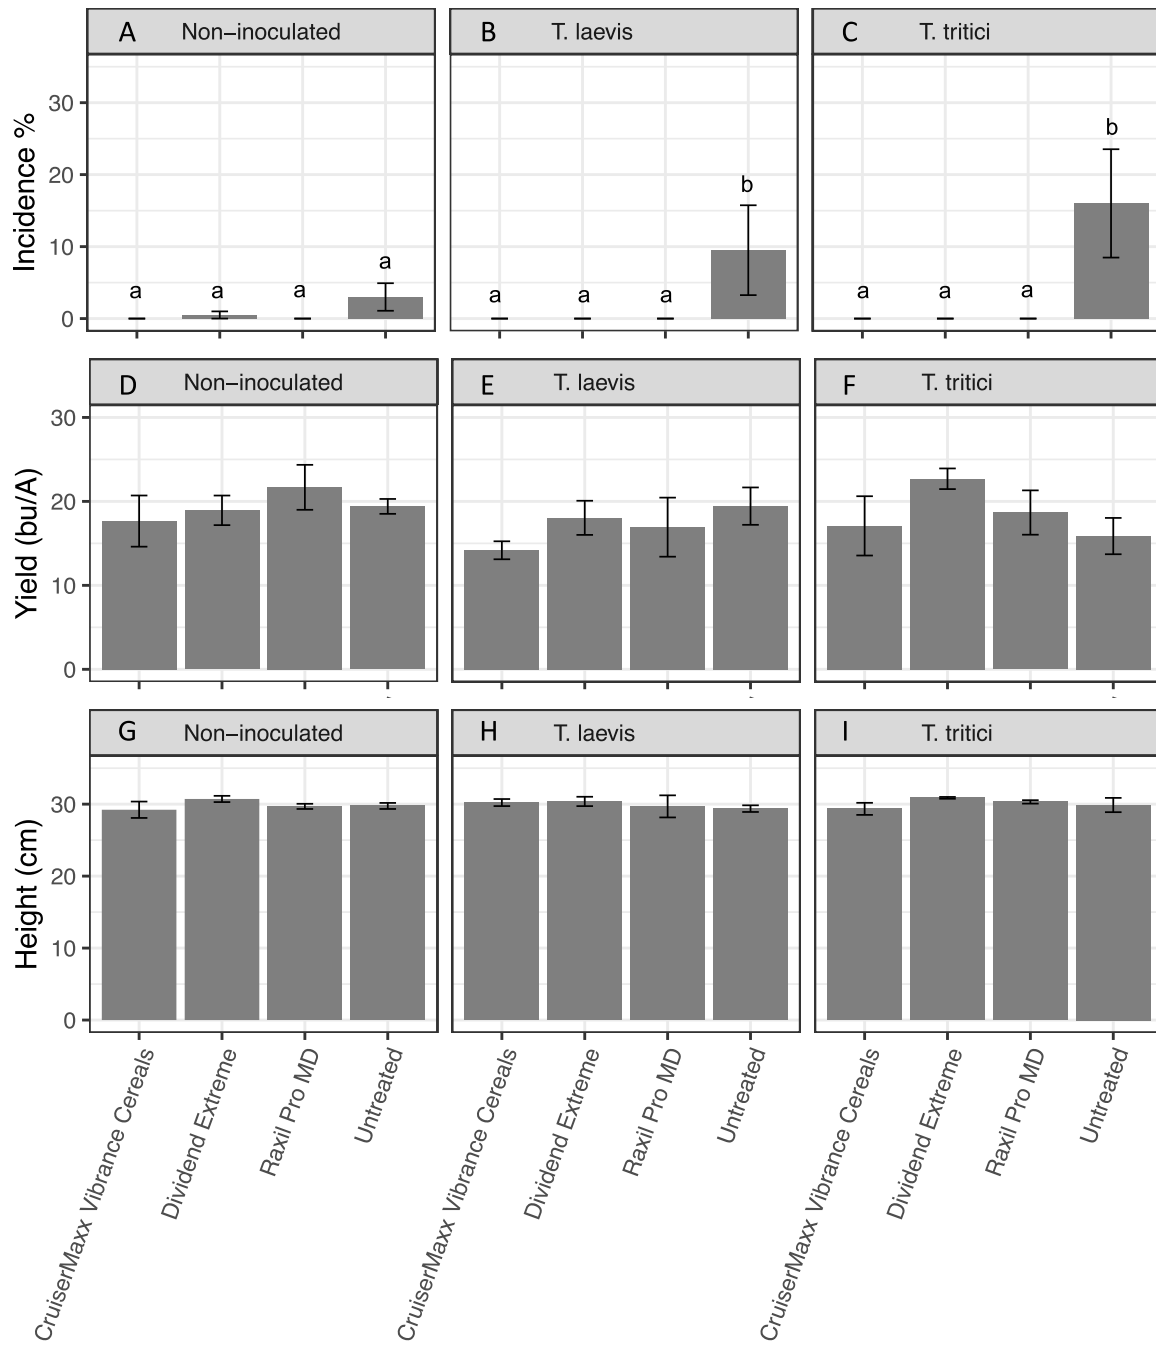 A Non−inoculated
B T. laevis
C T. tritici
Incidence %
30
20
10
0
a a a a
a a a b
a a a b
D Non−inoculated
E T. laevis
F T. tritici
Yield (bu/A)
30
20
10
0
G Non−inoculated
H T. laevis
I T. tritici
Height (cm)
30
20
10
0
CruiserMaxx Vibrance Cereals
Dividend Extreme
Raxil Pro MD
Untreated
CruiserMaxx Vibrance Cereals
Dividend Extreme
Raxil Pro MD
Untreated
CruiserMaxx Vibrance Cereals
Dividend Extreme
Raxil Pro MD
Untreated